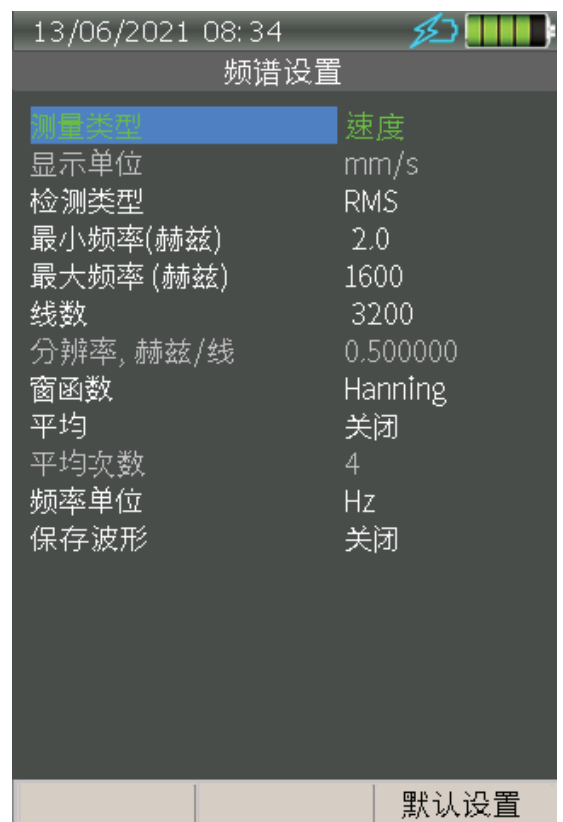 13/06/2021 08:34
频谱设置
测量类型 速度
显示单位 mm/s
检测类型 RMS
最小频率(赫兹) 2.0
最大频率 (赫兹) 1600
线数 3200
分辨率, 赫兹/线 0.500000
窗函数 Hanning
平均 关闭
平均次数 4
频率单位 Hz
保存波形 关闭
默认设置